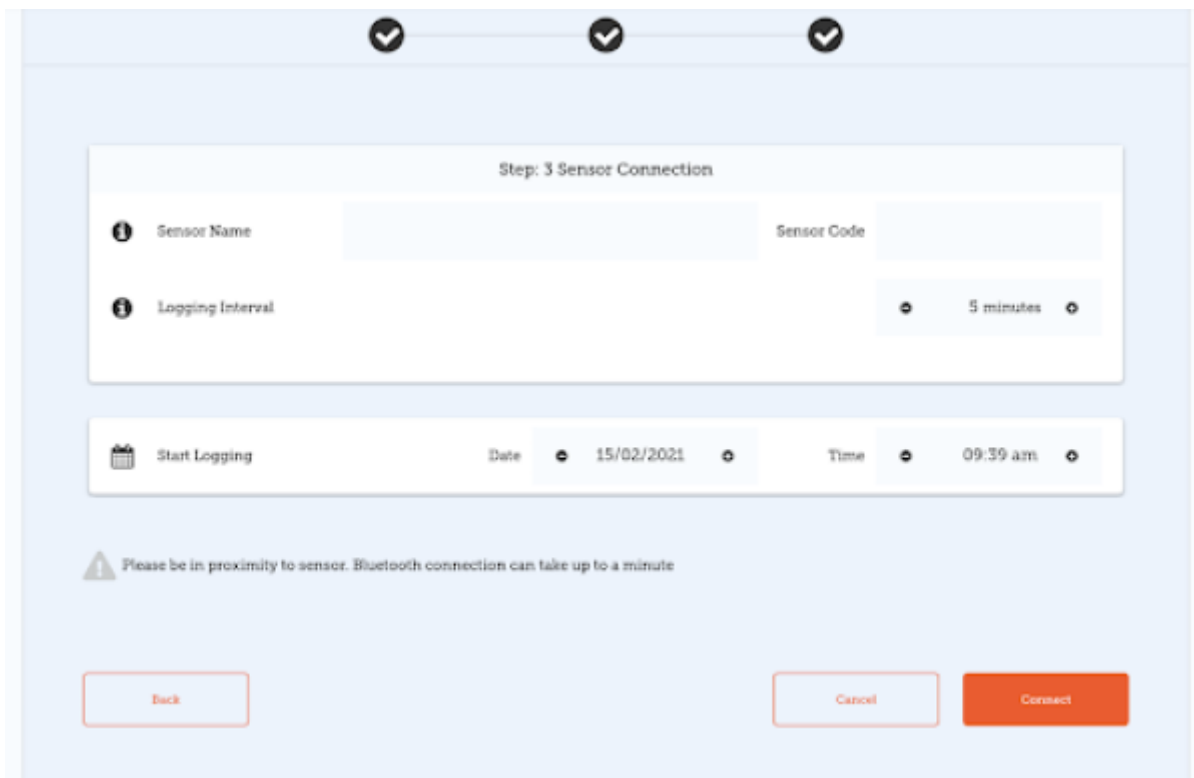 Step: 3 Sensor Connection
Sensor Name Sensor Code
Logging Interval 5 minutes
Start Logging Date 15/02/2021 Time 09:39 am
Please be in proximity to sensor. Bluetooth connection can take up to a minute
Back Cancel Connect